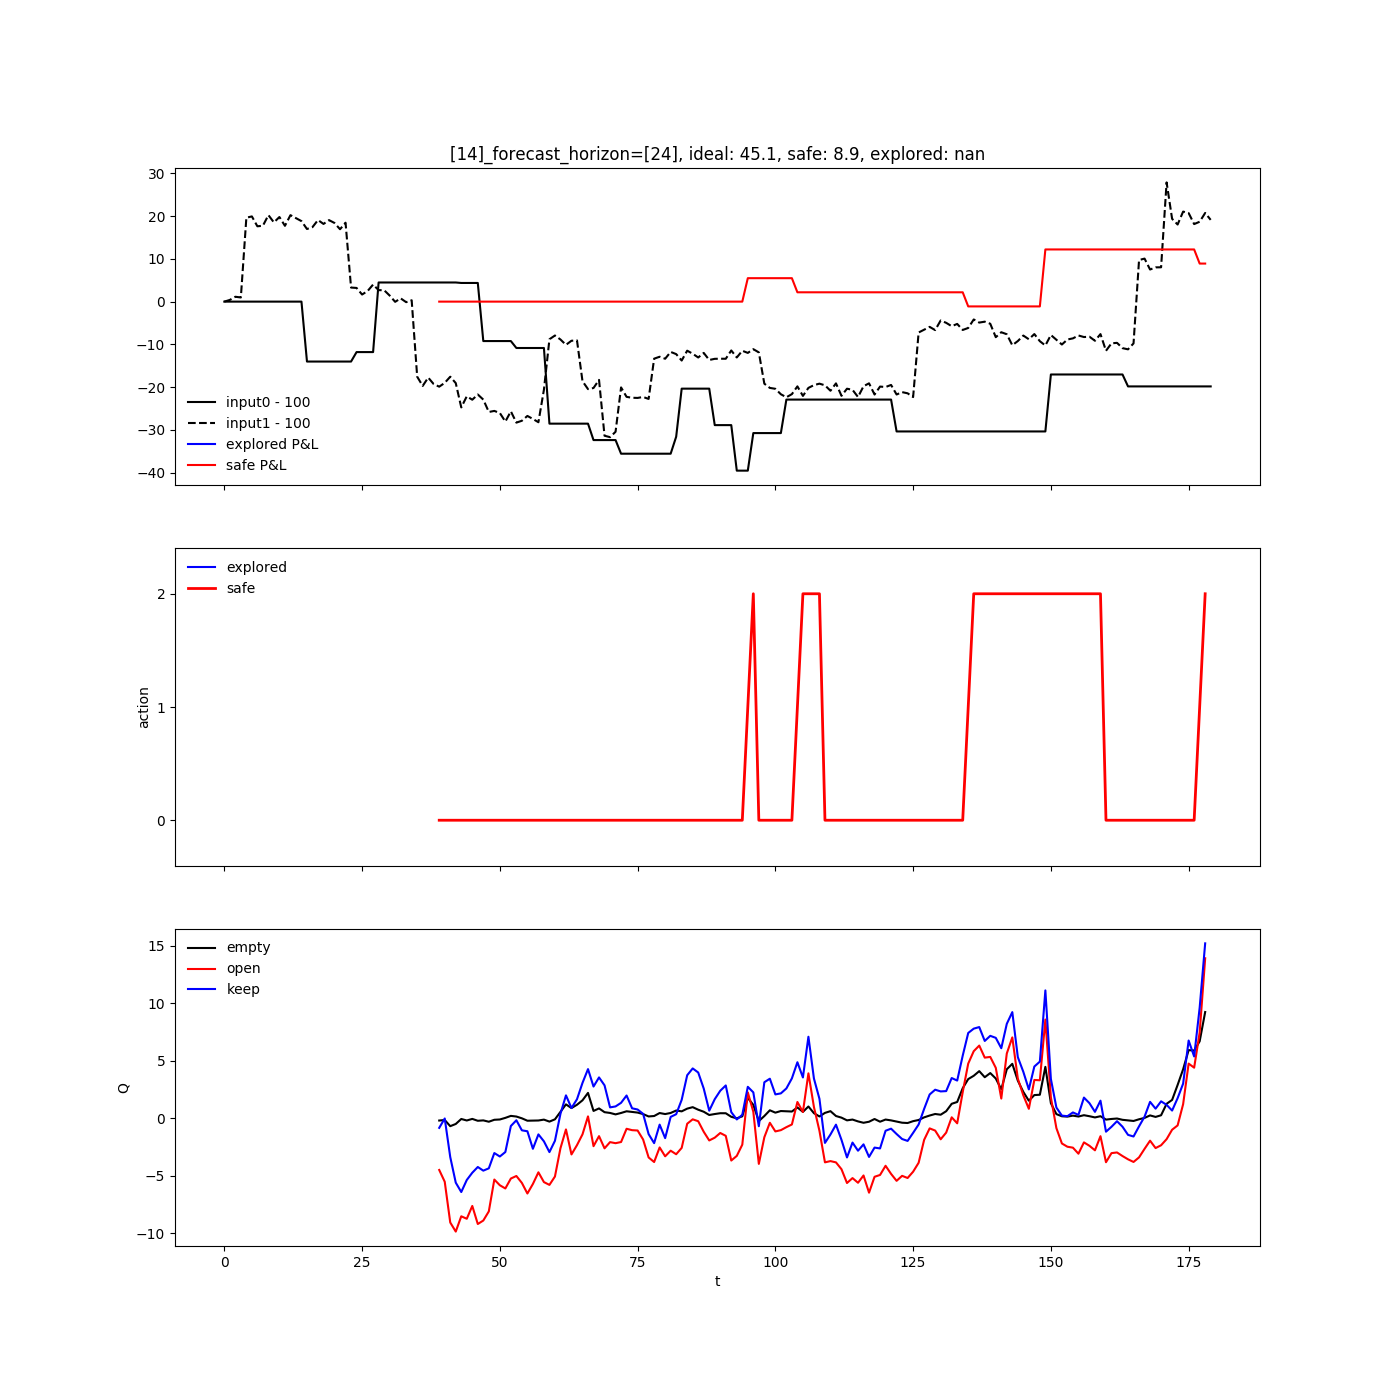 [14]_forecast_horizon=[24], ideal: 45.1, safe: 8.9, explored: nan
30
20
10
0
−10
−20
−30
−40
input0 - 100
input1 - 100
explored P&L
safe P&L
explored
safe
2
1
0
action
empty
open
keep
15
10
5
0
−5
−10
Q
0 25 50 75 100 125 150 175
t